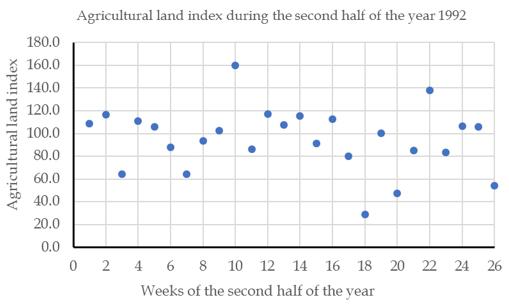 Agricultural land index during the second half of the year 1992
Agricultural land index
180.0
160.0
140.0
120.0
100.0
80.0
60.0
40.0
20.0
0.0
0 2 4 6 8 10 12 14 16 18 20 22 24 26
Weeks of the second half of the year